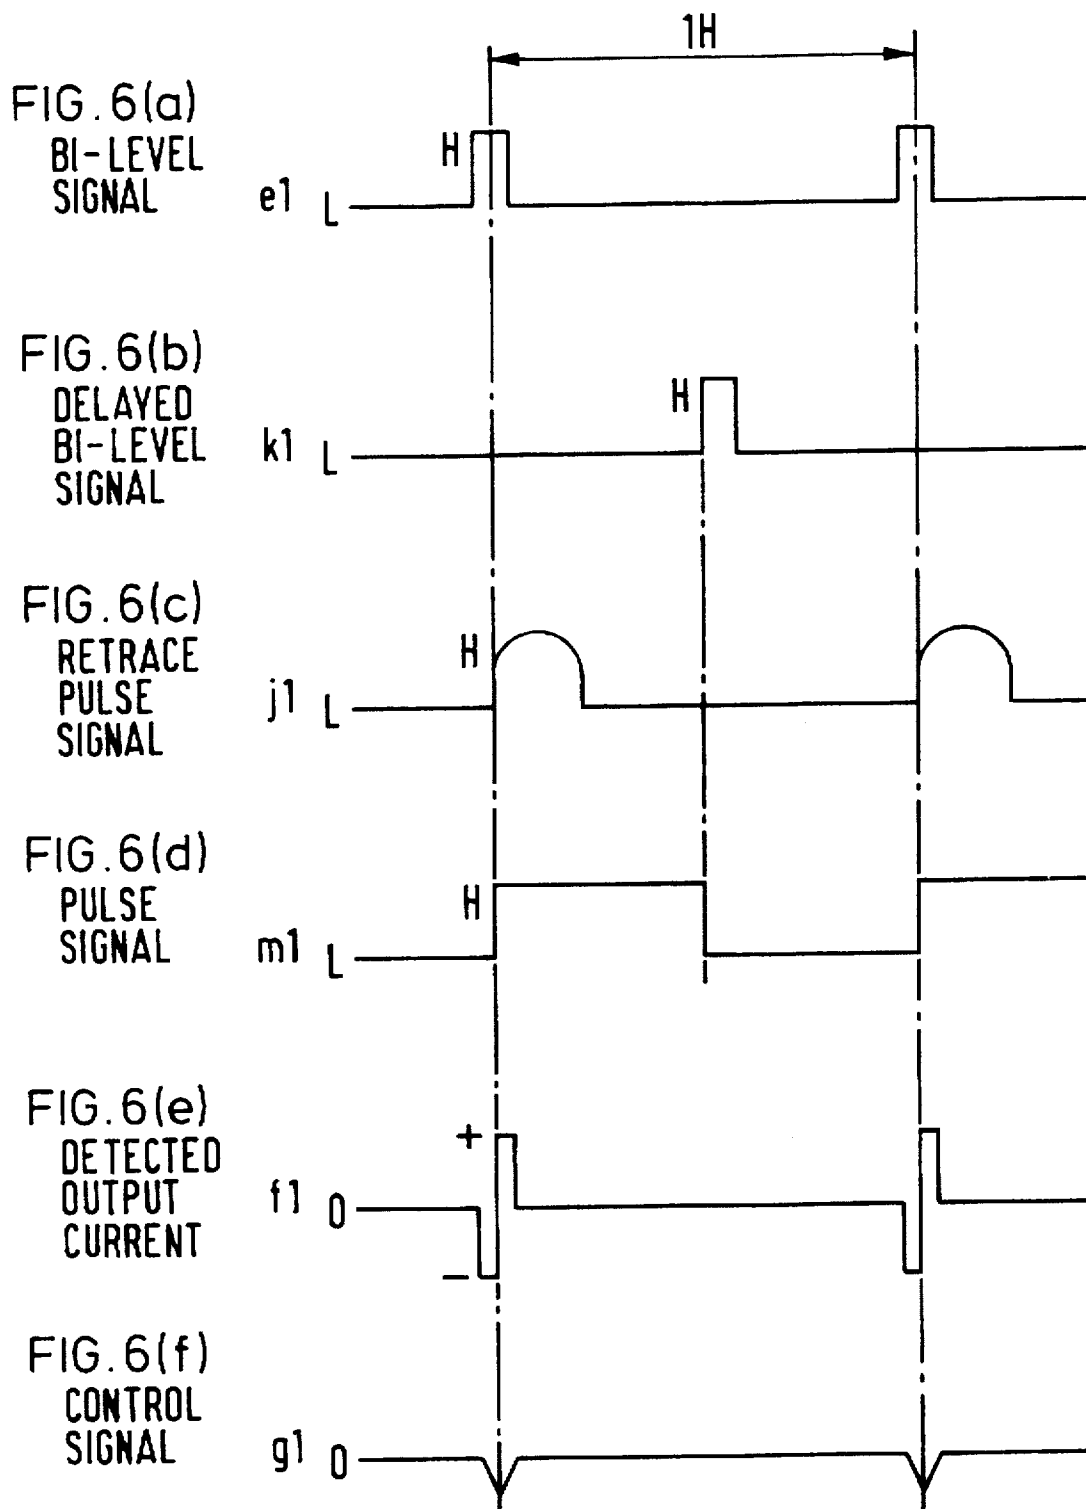 1H
FIG.6(a)
BI-LEVEL
SIGNAL
H
e1 L
FIG.6(b)
DELAYED
BI-LEVEL
SIGNAL
H
k1 L
FIG.6(c)
RETRACE
PULSE
SIGNAL
H
j1 L
FIG.6(d)
PULSE
SIGNAL
H
m1 L
FIG.6(e)
DETECTED
OUTPUT
CURRENT
+
f1 0
−
FIG.6(f)
CONTROL
SIGNAL
g1 0